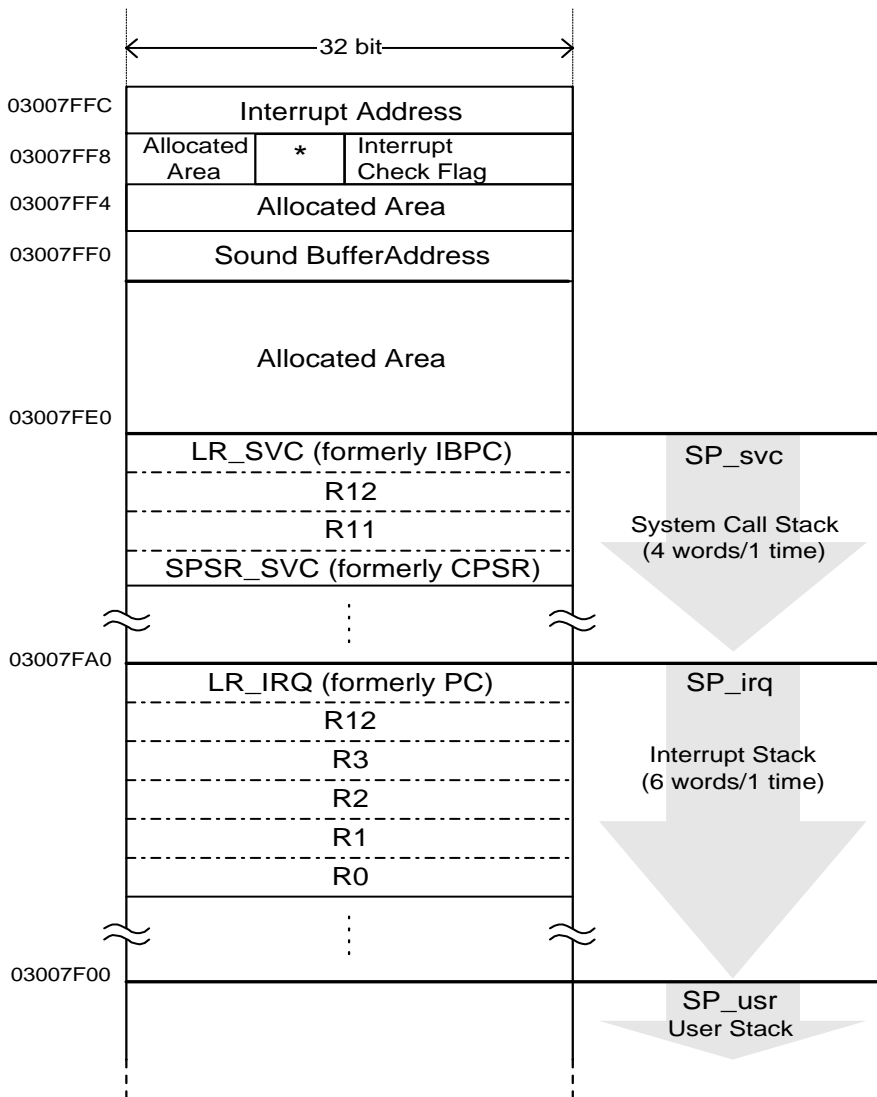 32 bit
03007FFC
Interrupt Address
03007FF8
Allocated
Area
*
Interrupt
Check Flag
03007FF4
Allocated Area
03007FF0
Sound BufferAddress
Allocated Area
03007FE0
LR_SVC (formerly IBPC)
SP_svc
R12
R11
System Call Stack
(4 words/1 time)
SPSR_SVC (formerly CPSR)
03007FA0
LR_IRQ (formerly PC)
SP_irq
R12
R3
Interrupt Stack
(6 words/1 time)
R2
R1
R0
03007F00
SP_usr
User Stack